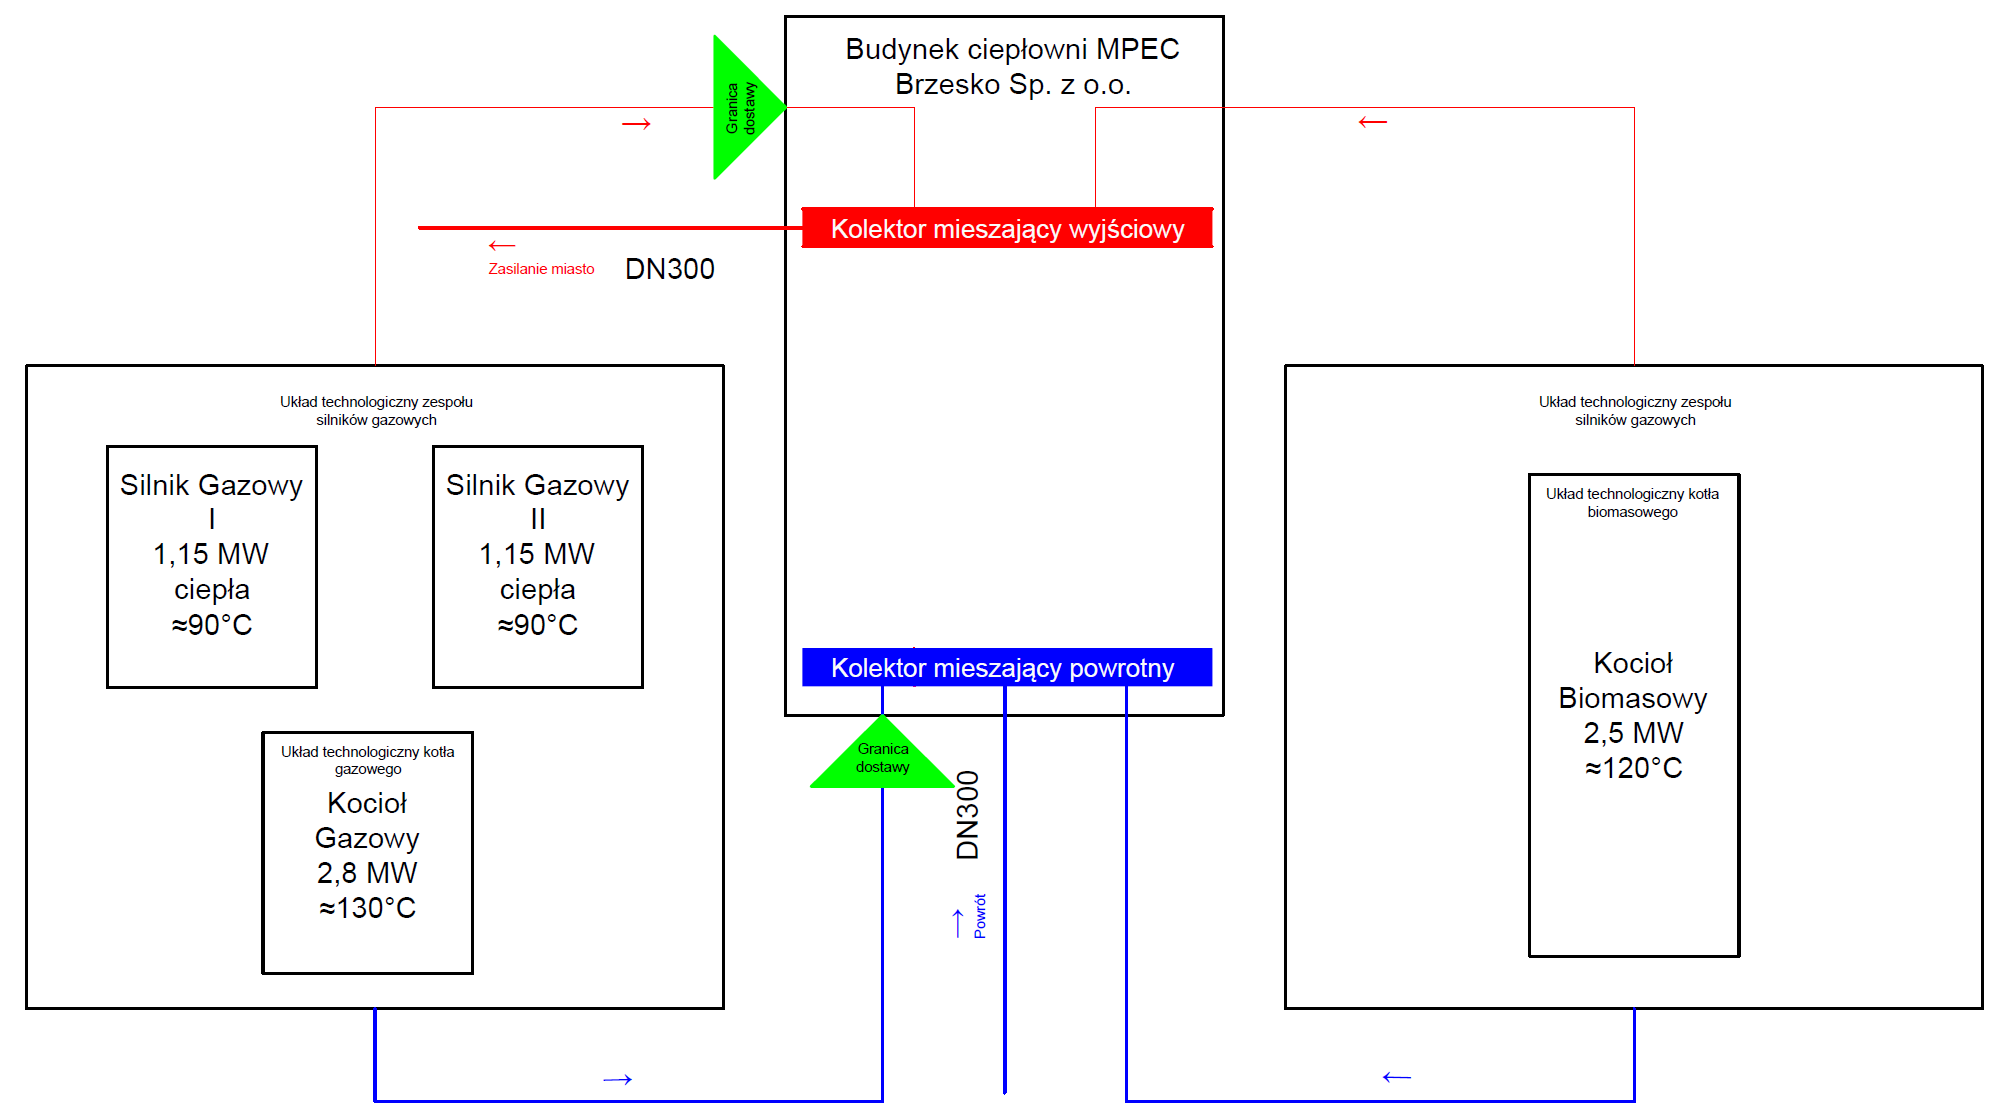 Budynek ciepłowni MPEC
Brzesko Sp. z o.o.
Granica
dostawy
Kolektor mieszający wyjściowy
Zasilanie miasto
DN300
Układ technologiczny zespołu
silników gazowych
Silnik Gazowy
I
1,15 MW
ciepła
≈90°C
Silnik Gazowy
II
1,15 MW
ciepła
≈90°C
Układ technologiczny kotła
gazowego
Kocioł
Gazowy
2,8 MW
≈130°C
Kolektor mieszający powrotny
Granica
dostawy
DN300
Powrót
Układ technologiczny zespołu
silników gazowych
Układ technologiczny kotła
biomasowego
Kocioł
Biomasowy
2,5 MW
≈120°C